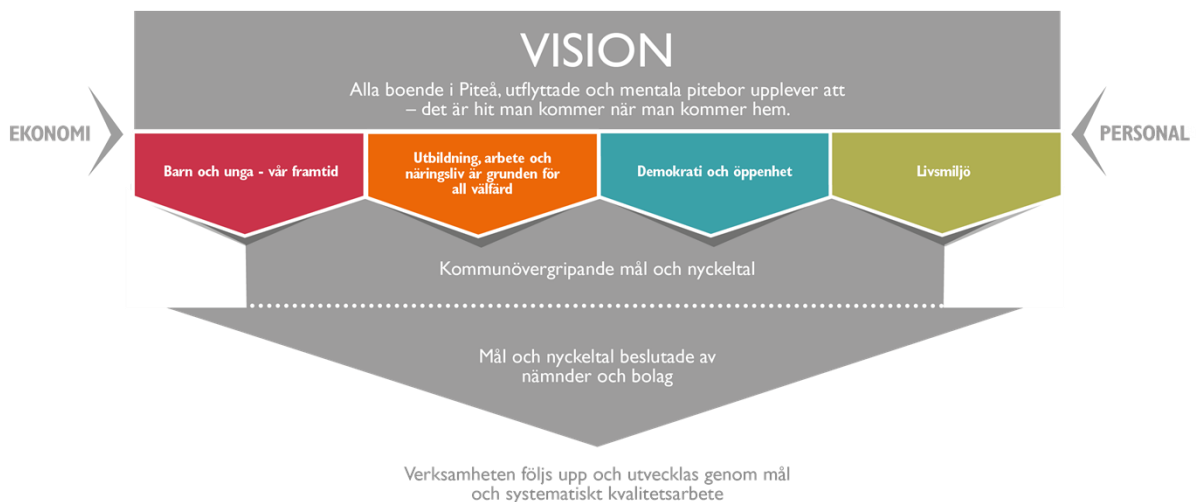 VISION
Alla boende i Piteå, utflyttade och mentala pitebor upplever att
– det är hit man kommer när man kommer hem.
EKONOMI
PERSONAL
Barn och unga - vår framtid
Utbildning, arbete och
näringsliv är grunden för
all välfärd
Demokrati och öppenhet
Livsmiljö
Kommunövergripande mål och nyckeltal
Mål och nyckeltal beslutade av
nämnder och bolag
Verksamheten följs upp och utvecklas genom mål
och systematiskt kvalitetsarbete